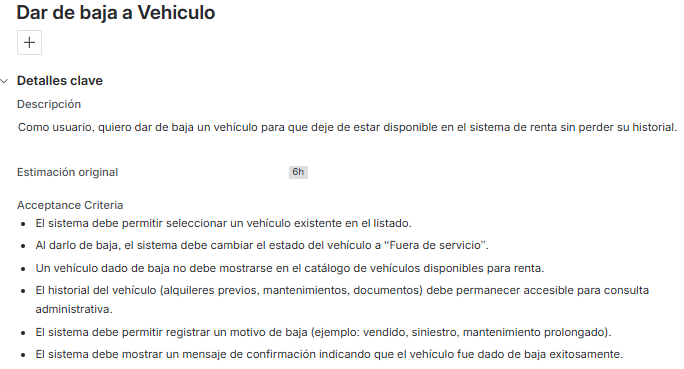 Dar de baja a Vehiculo
Detalles clave
Descripción
Como usuario, quiero dar de baja un vehículo para que deje de estar disponible en el sistema de renta sin perder su historial.
Estimación original 6h
Acceptance Criteria
• El sistema debe permitir seleccionar un vehículo existente en el listado.
• Al darlo de baja, el sistema debe cambiar el estado del vehículo a “Fuera de servicio”.
• Un vehículo dado de baja no debe mostrarse en el catálogo de vehículos disponibles para renta.
• El historial del vehículo (alquileres previos, mantenimientos, documentos) debe permanecer accesible para consulta
administrativa.
• El sistema debe permitir registrar un motivo de baja (ejemplo: vendido, siniestro, mantenimiento prolongado).
• El sistema debe mostrar un mensaje de confirmación indicando que el vehículo fue dado de baja exitosamente.